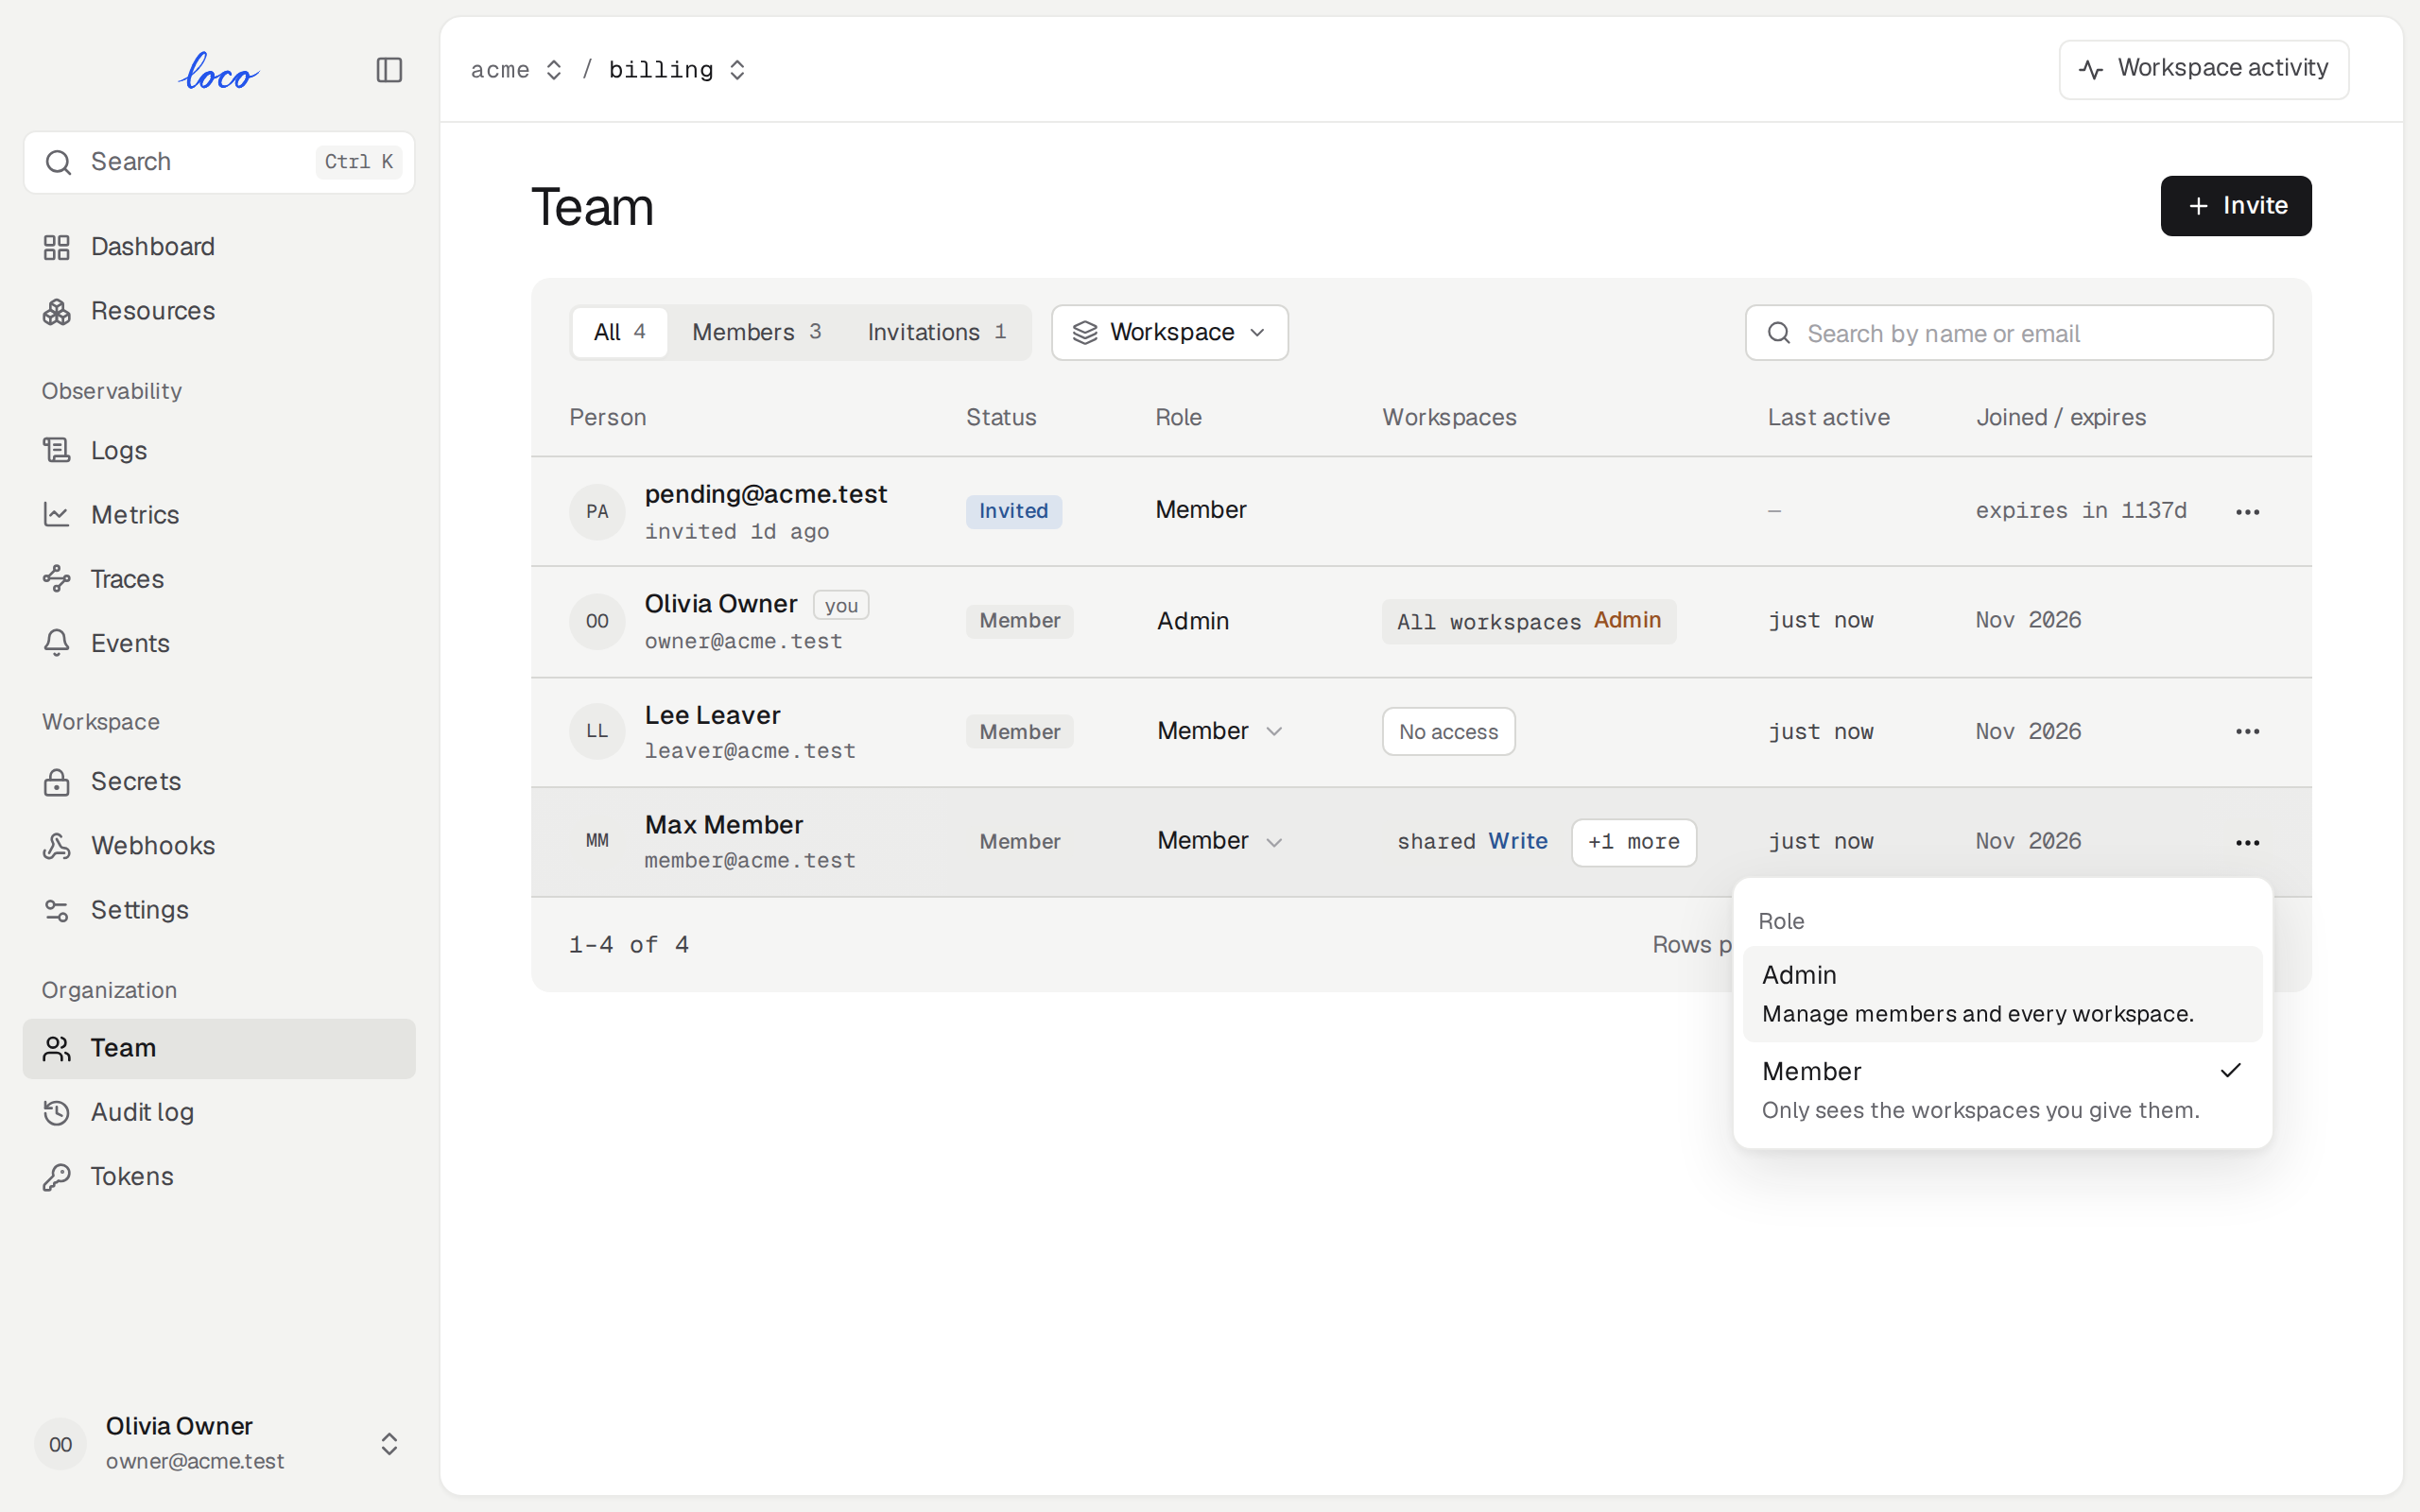 loco
acme / billing
Workspace activity
Search Ctrl K
Dashboard
Resources
Observability
Logs
Metrics
Traces
Events
Workspace
Secrets
Webhooks
Settings
Organization
Team
Audit log
Tokens
OO Olivia Owner
owner@acme.test
Team
+ Invite
All 4 Members 3 Invitations 1 Workspace Search by name or email
Person Status Role Workspaces Last active Joined / expires
PA pending@acme.test Invited Member – expires in 1137d
invited 1d ago
OO Olivia Owner you Member Admin All workspaces Admin just now Nov 2026
owner@acme.test
LL Lee Leaver Member Member No access just now Nov 2026
leaver@acme.test
MM Max Member Member Member shared Write +1 more just now Nov 2026
member@acme.test
1–4 of 4 Rows p
Role
Admin
Manage members and every workspace.
Member
Only sees the workspaces you give them.